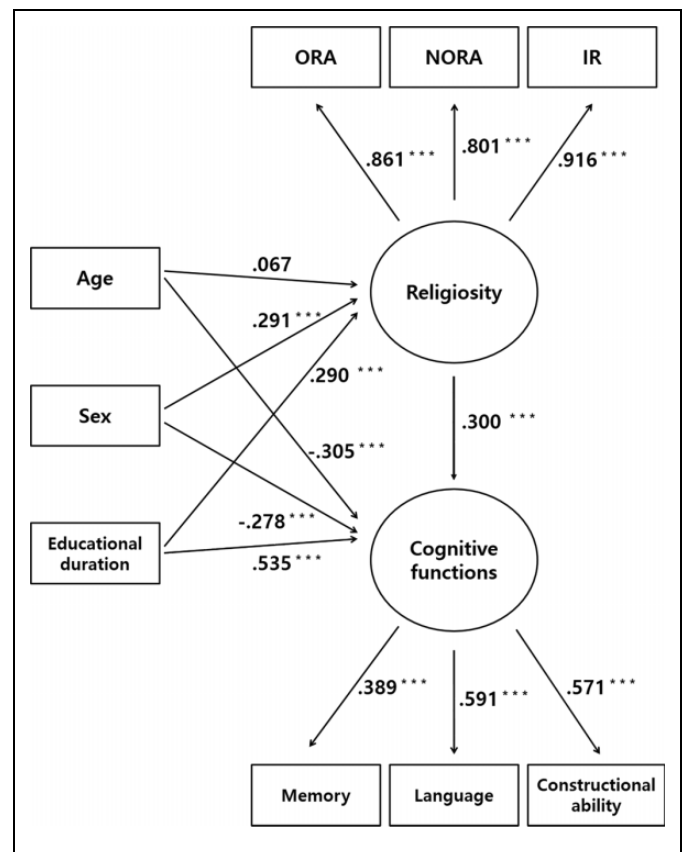 ORA NORA IR
.861 *** .801 *** .916 ***
Age
.067
Religiosity
.291 ***
.290 ***
Sex
.300 ***
-.305 ***
-.278 ***
Educational
duration
.535 ***
Cognitive
functions
.389 *** .591 *** .571 ***
Memory Language Constructional
ability